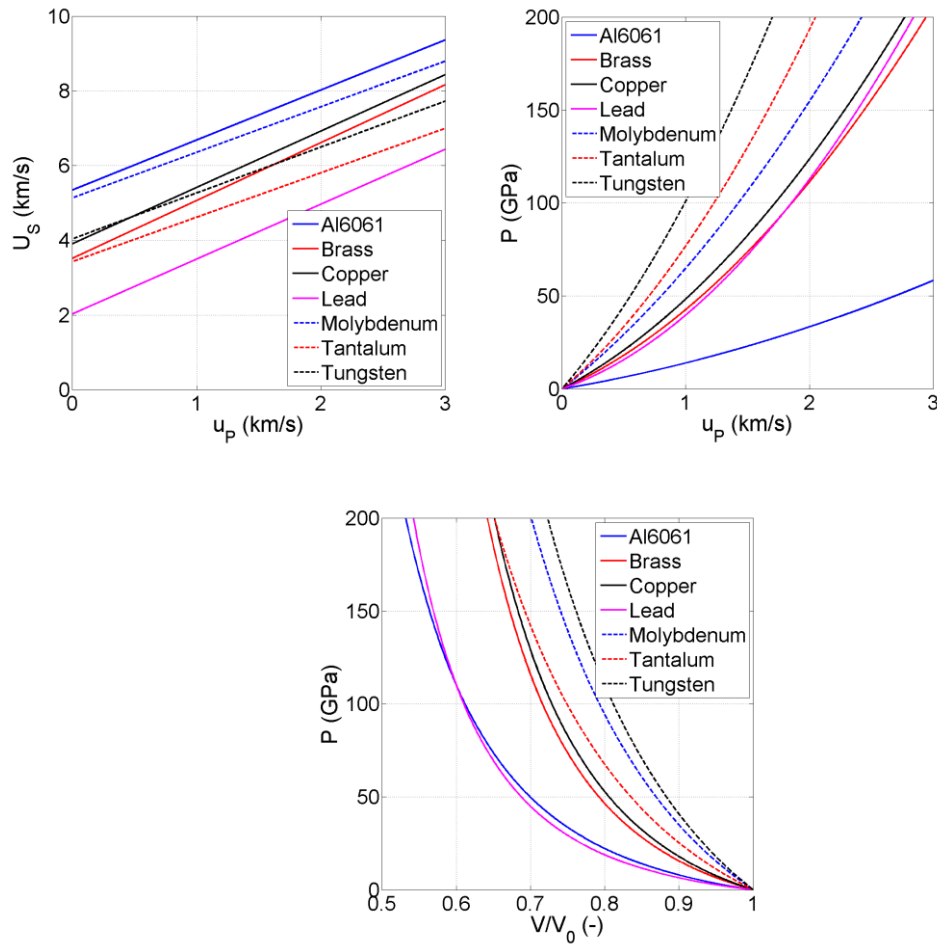 10
8
6
4
2
0
U_S (km/s)
0 1 2 3
u_P (km/s)
Al6061
Brass
Copper
Lead
Molybdenum
Tantalum
Tungsten
200
150
100
50
0
P (GPa)
0 1 2 3
u_P (km/s)
Al6061
Brass
Copper
Lead
Molybdenum
Tantalum
Tungsten
200
150
100
50
0
P (GPa)
0.5 0.6 0.7 0.8 0.9 1
V/V_0 (-)
Al6061
Brass
Copper
Lead
Molybdenum
Tantalum
Tungsten